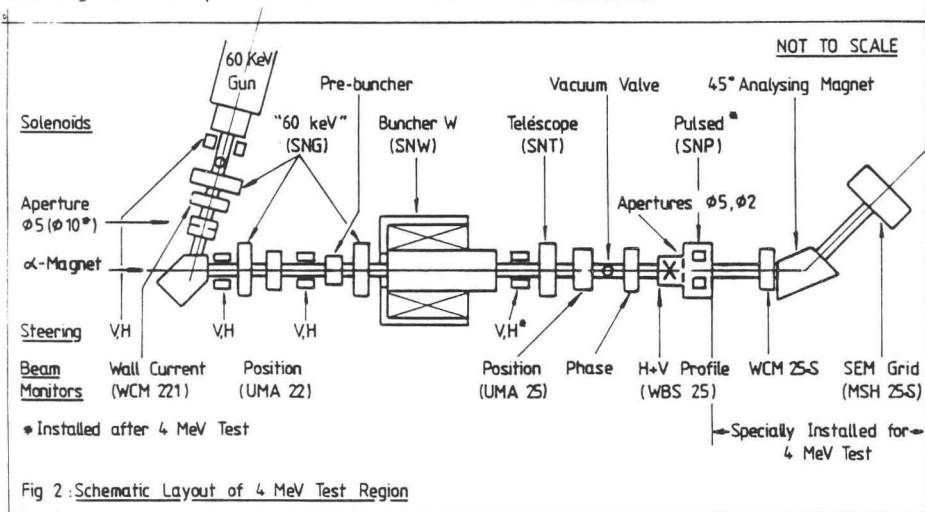 NOT TO SCALE
60 KeV
Gun
Pre-buncher
Vacuum Valve
45° Analysing Magnet
Solenoids
"60 keV"
(SNG)
Buncher W
(SNW)
Teléscope
(SNT)
Pulsed *
(SNP)
Aperture
Ø5 (Ø10*)
Apertures Ø5, Ø2
α-Magnet
Steering
V,H
V,H
V,H
V,H*
Beam
Monitors
Wall Current
(WCM 221)
Position
(UMA 22)
Position
(UMA 25)
Phase
H+V Profile
(WBS 25)
WCM 25-S
SEM Grid
(MSH 25-S)
* Installed after 4 MeV Test
Specially Installed for
4 MeV Test
Fig 2 : Schematic Layout of 4 MeV Test Region